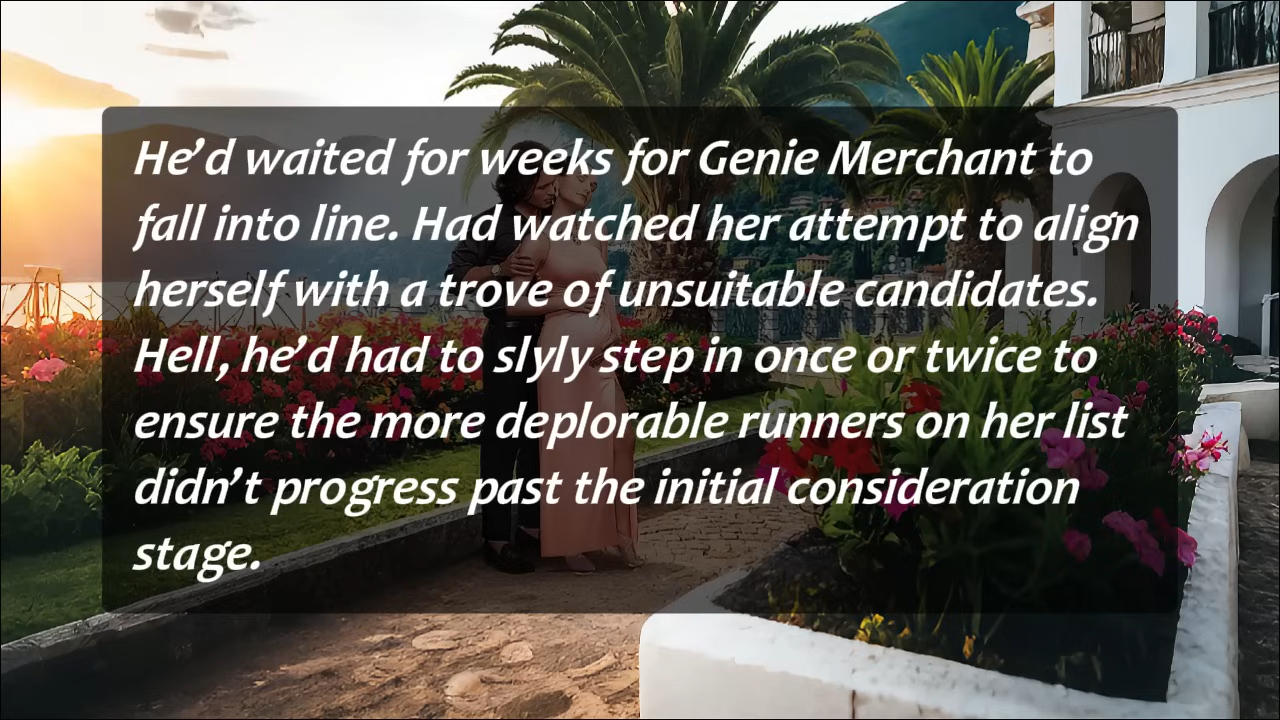 He’d waited for weeks for Genie Merchant to
fall into line. Had watched her attempt to align
herself with a trove of unsuitable candidates.
Hell, he’d had to slyly step in once or twice to
ensure the more deplorable runners on her list
didn’t progress past the initial consideration
stage.